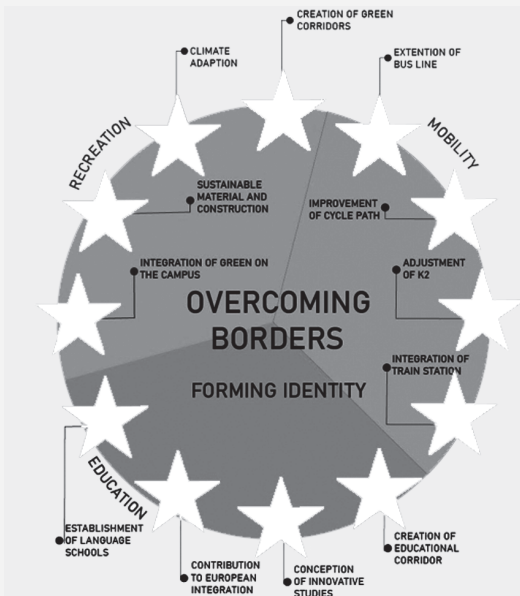 CREATION OF GREEN
CORRIDORS
CLIMATE
ADAPTION
EXTENTION OF
BUS LINE
RECREATION
MOBILITY
SUSTAINABLE
MATERIAL AND
CONSTRUCTION
IMPROVEMENT
OF CYCLE PATH
INTEGRATION OF GREEN ON
THE CAMPUS
ADJUSTMENT
OF K2
OVERCOMING
BORDERS
INTEGRATION OF
TRAIN STATION
FORMING IDENTITY
EDUCATION
ESTABLISHMENT
OF LANGUAGE
SCHOOLS
CONTRIBUTION
TO EUROPEAN
INTEGRATION
CONCEPTION
OF INNOVATIVE
STUDIES
CREATION OF
EDUCATIONAL
CORRIDOR